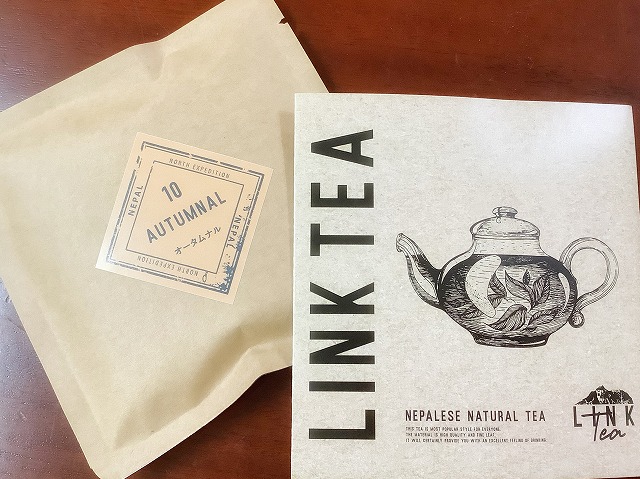 NORTH EXPEDITION
NEPAL
10
AUTUMNAL
オータムナル
NEPAL
NORTH EXPEDITION
LINK TEA
NEPALESE NATURAL TEA
THIS TEA IS MOST POPULAR STYLE FOR EVERYONE.
THE MATERIAL IS HIGH QUALITY AND FINE LEAF.
IT WILL CERTAINLY PROVIDE YOU WITH AN EXCELLENT FEELING OF DRINKING.
LINK
Tea